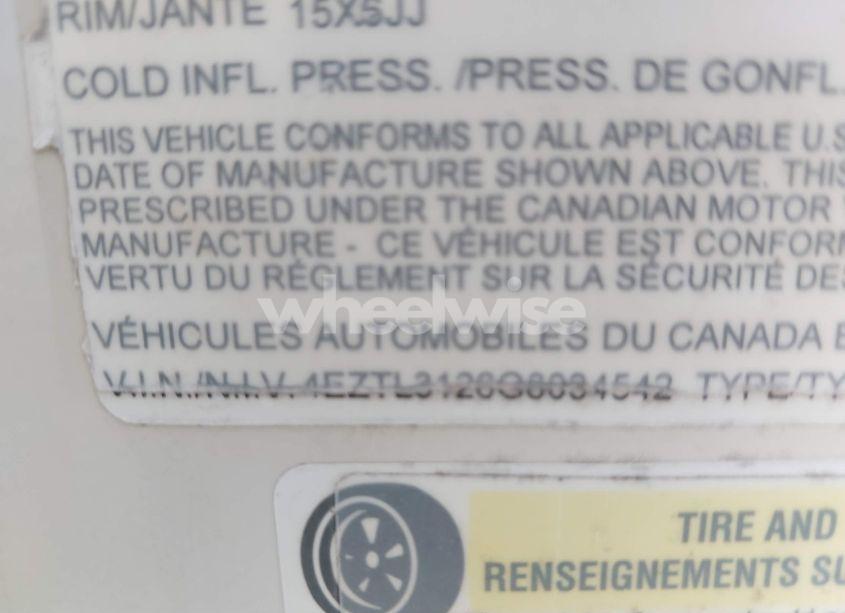 RIM/JANTE 15X5JJ
COLD INFL. PRESS. /PRESS. DE GONFL.
THIS VEHICLE CONFORMS TO ALL APPLICABLE U.S
DATE OF MANUFACTURE SHOWN ABOVE. THIS
PRESCRIBED UNDER THE CANADIAN MOTOR
MANUFACTURE - CE VÉHICULE EST CONFORM
VERTU DU RÉGLEMENT SUR LA SÉCURITÉ DES
wheelwise
VÉHICULES AUTOMOBILES DU CANADA E
V.I.N./N.I.V. 4EZTL3126G6034542 TYPE/TY
TIRE AND
RENSEIGNEMENTS SU